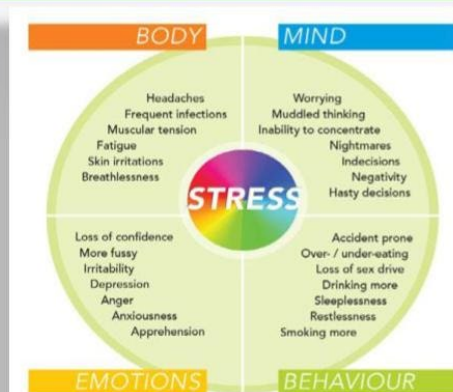 BODY
Headaches
Frequent infections
Muscular tension
Fatigue
Skin irritations
Breathlessness
MIND
Worrying
Muddled thinking
Inability to concentrate
Nightmares
Indecisions
Negativity
Hasty decisions
STRESS
Loss of confidence
More fussy
Irritability
Depression
Anger
Anxiousness
Apprehension
EMOTIONS
Accident prone
Over- / under-eating
Loss of sex drive
Drinking more
Sleeplessness
Restlessness
Smoking more
BEHAVIOUR